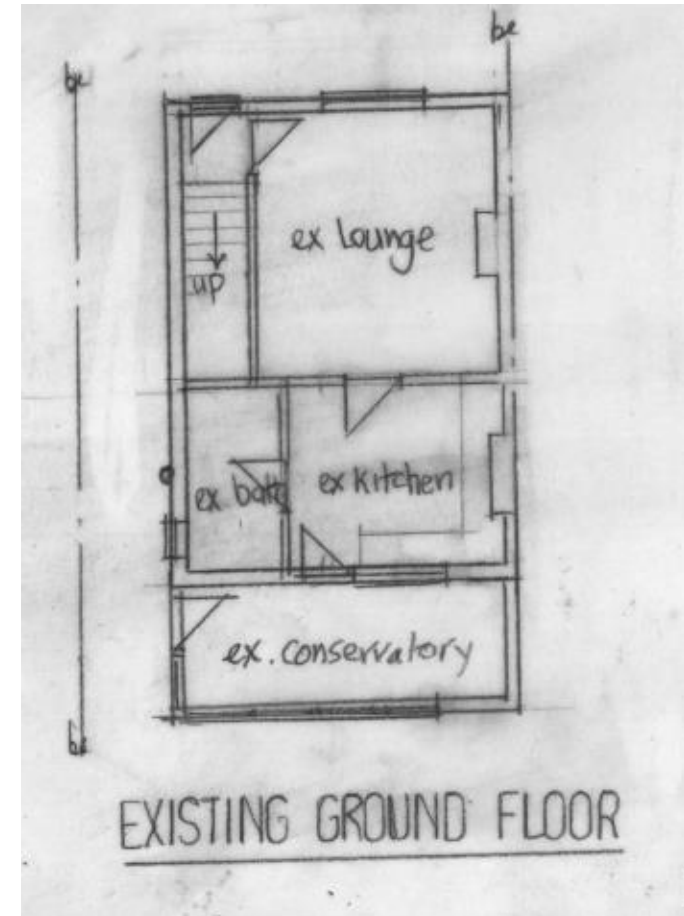 be
be
ex lounge
up
ex bath
ex kitchen
ex. conservatory
be
EXISTING GROUND FLOOR